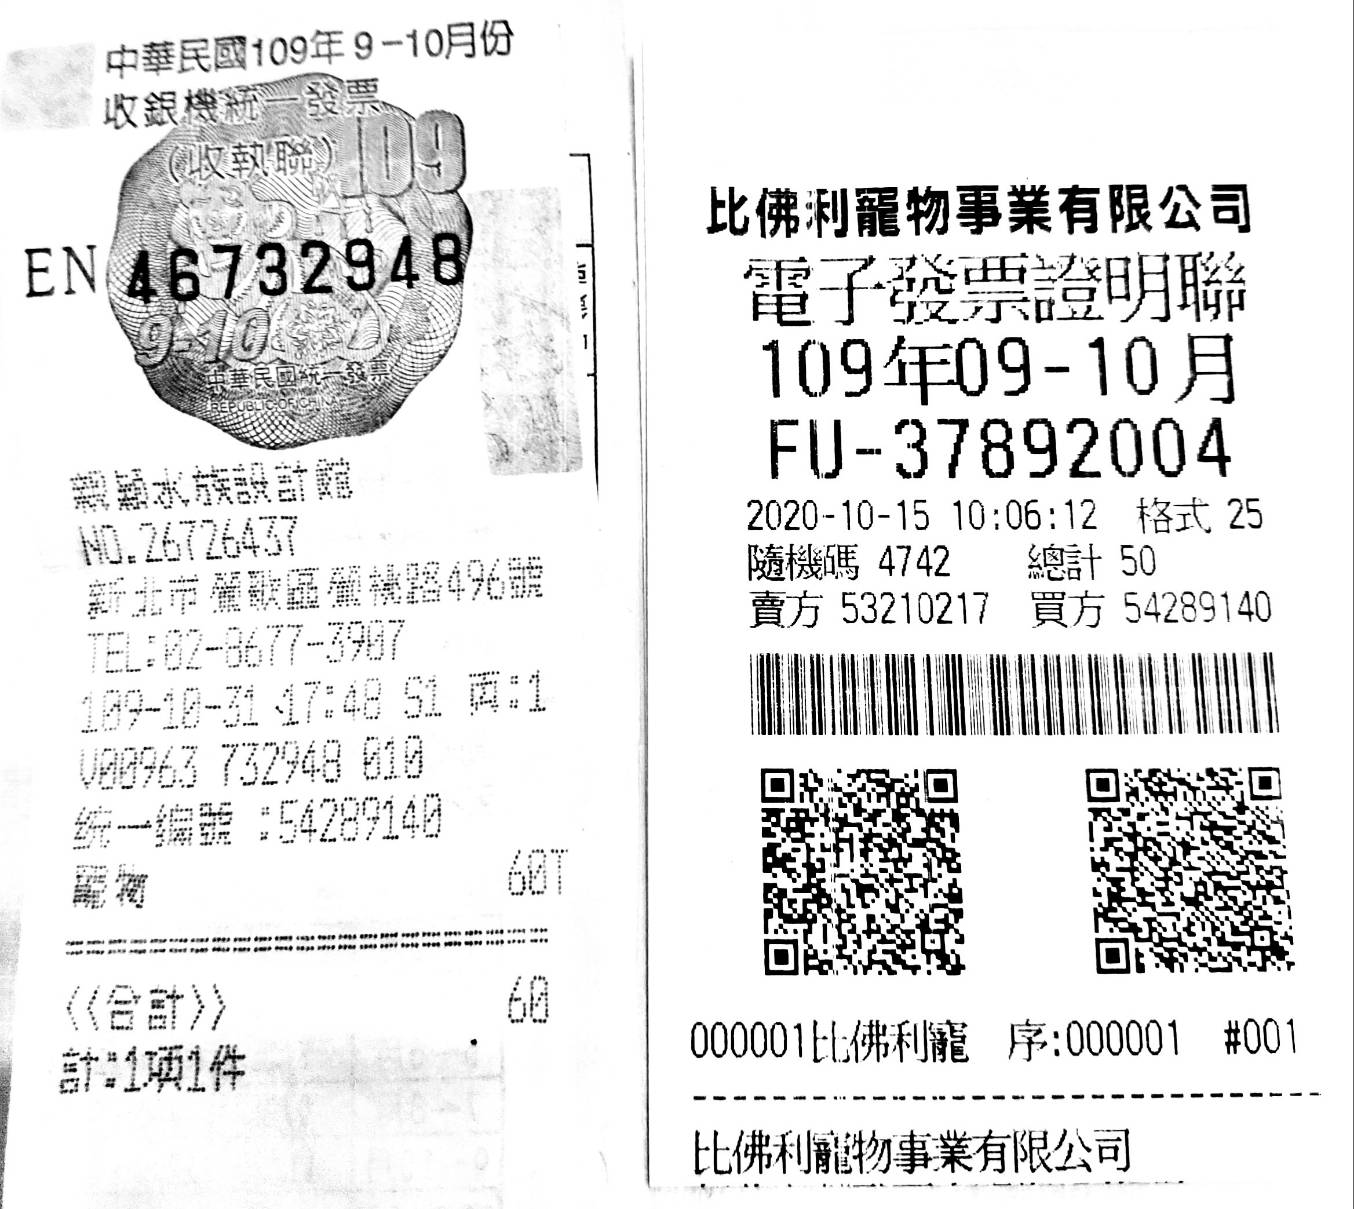 中華民國109年9-10月份
收銀機統一發票
(收執聯)
109
EN 46732948
9-10
中華民國統一發票
REPUBLIC OF CHINA
親穎水族設計館
NO.26726437
新北市鶯歌區鶯桃路496號
TEL:02-8677-3907
109-10-31 17:48 S1 兩:1
V00963 732948 010
統一編號 :54289140
寵物 60T
==============================
<<合計>> 60
計:1項1件
比佛利寵物事業有限公司
電子發票證明聯
109年09-10月
FU-37892004
2020-10-15 10:06:12 格式 25
隨機碼 4742 總計 50
賣方 53210217 買方 54289140
000001比佛利寵 序:000001 #001
比佛利寵物事業有限公司